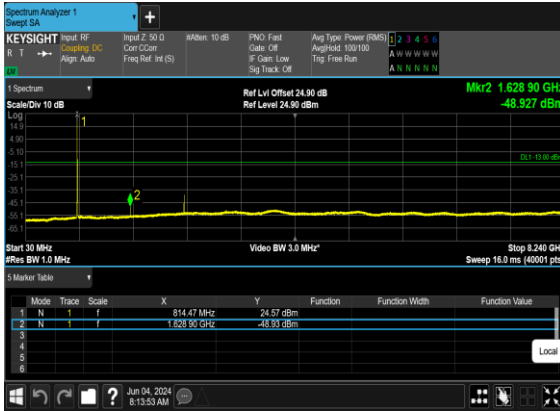 Spectrum Analyzer 1
Swept SA
+
KEYSIGHT Input: RF Input Z: 50 Ω #Atten: 10 dB PNO: Fast Avg Type: Power (RMS) 1 2 3 4 5 6
R T Coupling: DC Corr CCorr Gate: Off Avg|Hold: 100/100 A W W W W W
Align: Auto Freq Ref: Int (S) IF Gain: Low Trig: Free Run
Sig Track: Off A N N N N N
1 Spectrum Ref Lvl Offset 24.90 dB Mkr2 1.628 90 GHz
Scale/Div 10 dB Ref Level 24.90 dBm -48.927 dBm
Log
14.9 1
4.90
-5.10
-15.1 DL1 -13.00 dBm
-25.1
-35.1
-45.1 2
-55.1
-65.1
Start 30 MHz Video BW 3.0 MHz* Stop 8.240 GHz
#Res BW 1.0 MHz Sweep 16.0 ms (40001 pts)
5 Marker Table
Mode Trace Scale X Y Function Function Width Function Value
1 N 1 f 814.47 MHz 24.57 dBm
2 N 1 f 1.628 90 GHz -48.93 dBm
3
4
5
6
Local
? Jun 04, 2024
8:13:53 AM